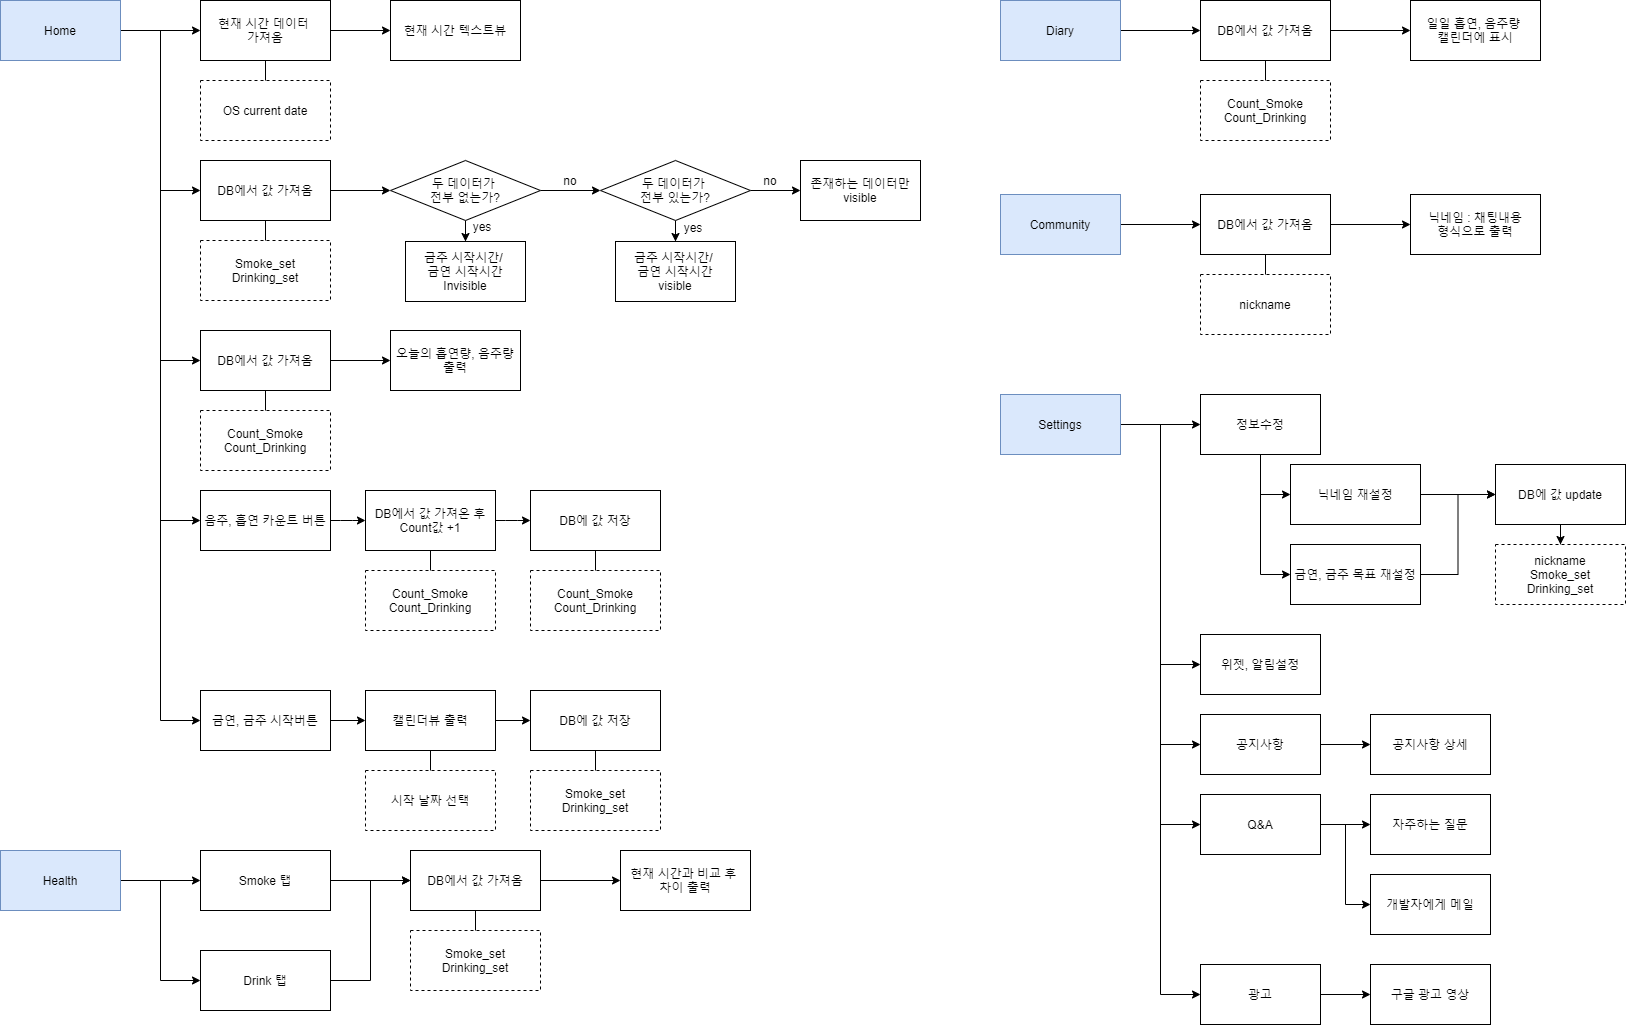 Home
현재 시간 데이터
가져옴
현재 시간 텍스트뷰
OS current date
DB에서 값 가져옴
두 데이터가
전부 없는가?
no
두 데이터가
전부 있는가?
no
존재하는 데이터만
visible
yes
yes
Smoke_set
Drinking_set
금주 시작시간/
금연 시작시간
Invisible
금주 시작시간/
금연 시작시간
visible
DB에서 값 가져옴
오늘의 흡연량, 음주량
출력
Count_Smoke
Count_Drinking
음주, 흡연 카운트 버튼
DB에서 값 가져온 후
Count값 +1
DB에 값 저장
Count_Smoke
Count_Drinking
Count_Smoke
Count_Drinking
금연, 금주 시작버튼
캘린더뷰 출력
DB에 값 저장
시작 날짜 선택
Smoke_set
Drinking_set
Health
Smoke 탭
DB에서 값 가져옴
현재 시간과 비교 후
차이 출력
Drink 탭
Smoke_set
Drinking_set
Diary
DB에서 값 가져옴
일일 흡연, 음주량
캘린더에 표시
Count_Smoke
Count_Drinking
Community
DB에서 값 가져옴
닉네임 : 채팅내용
형식으로 출력
nickname
Settings
정보수정
닉네임 재설정
DB에 값 update
금연, 금주 목표 재설정
nickname
Smoke_set
Drinking_set
위젯, 알림설정
공지사항
공지사항 상세
Q&A
자주하는 질문
개발자에게 메일
광고
구글 광고 영상